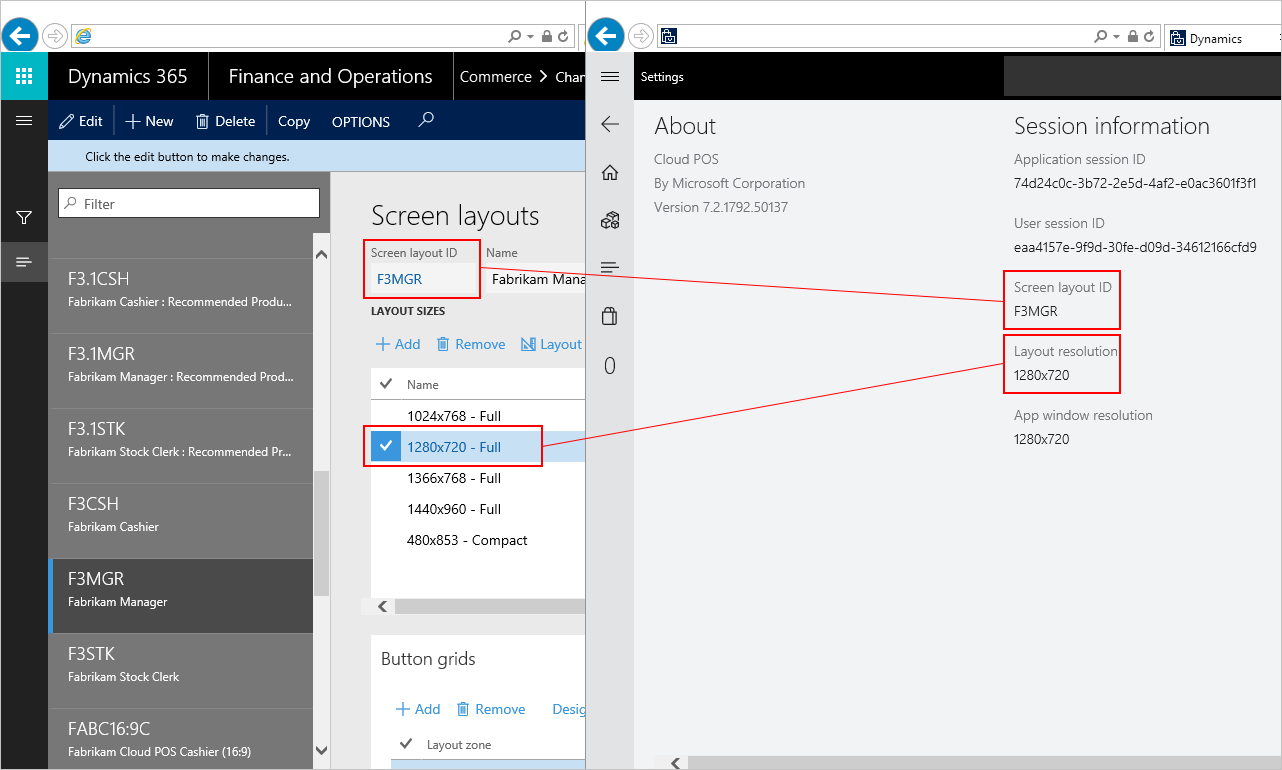 Dynamics 365
Finance and Operations
Commerce
Chan
Edit
New
Delete
Copy
OPTIONS
Click the edit button to make changes.
Filter
F3.1CSH
Fabrikam Cashier : Recommended Produ...
F3.1MGR
Fabrikam Manager : Recommended Prod...
F3.1STK
Fabrikam Stock Clerk : Recommended Pr...
F3CSH
Fabrikam Cashier
F3MGR
Fabrikam Manager
F3STK
Fabrikam Stock Clerk
FABC16:9C
Fabrikam Cloud POS Cashier (16:9)
Screen layouts
Screen layout ID
Name
F3MGR
Fabrikam Mana
LAYOUT SIZES
Add
Remove
Layout
Name
1024x768 - Full
1280x720 - Full
1366x768 - Full
1440x960 - Full
480x853 - Compact
Button grids
Add
Remove
Desig
Layout zone
Dynamics
Settings
0
About
Cloud POS
By Microsoft Corporation
Version 7.2.1792.50137
Session information
Application session ID
74d24c0c-3b72-2e5d-4af2-e0ac3601f3f1
User session ID
eaa4157e-9f9d-30fe-d09d-34612166cfd9
Screen layout ID
F3MGR
Layout resolution
1280x720
App window resolution
1280x720